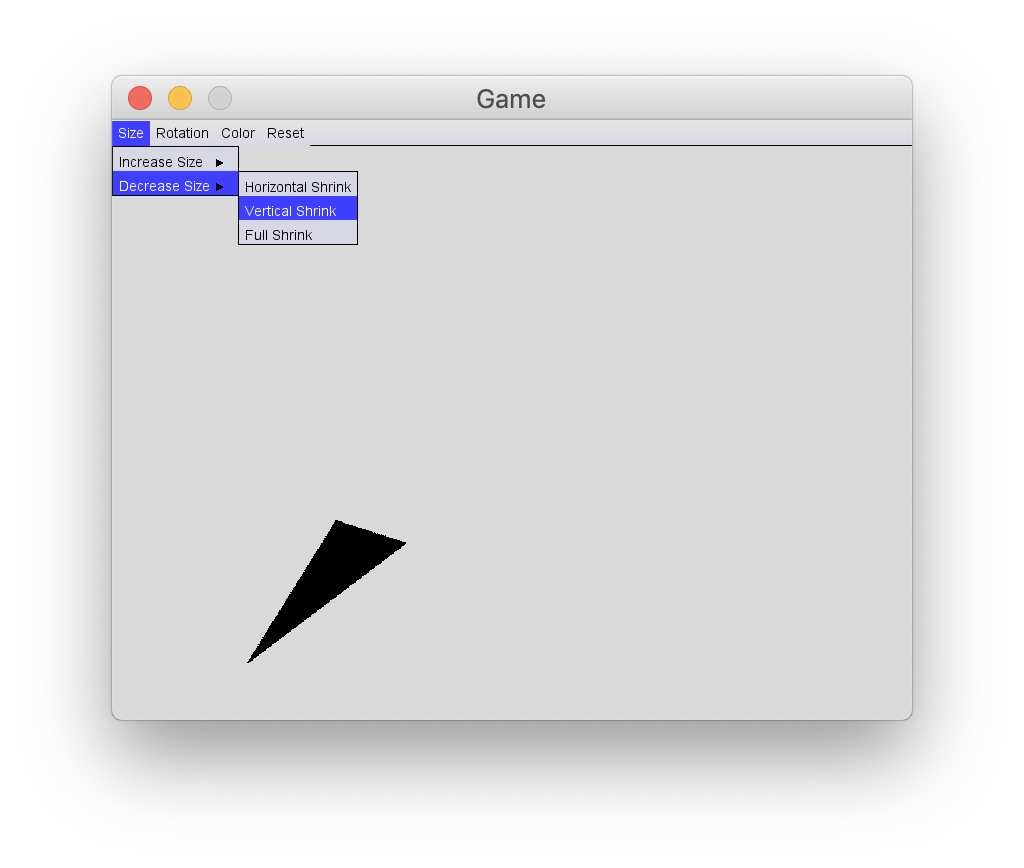 Game
Size Rotation Color Reset
Increase Size
Decrease Size
Horizontal Shrink
Vertical Shrink
Full Shrink